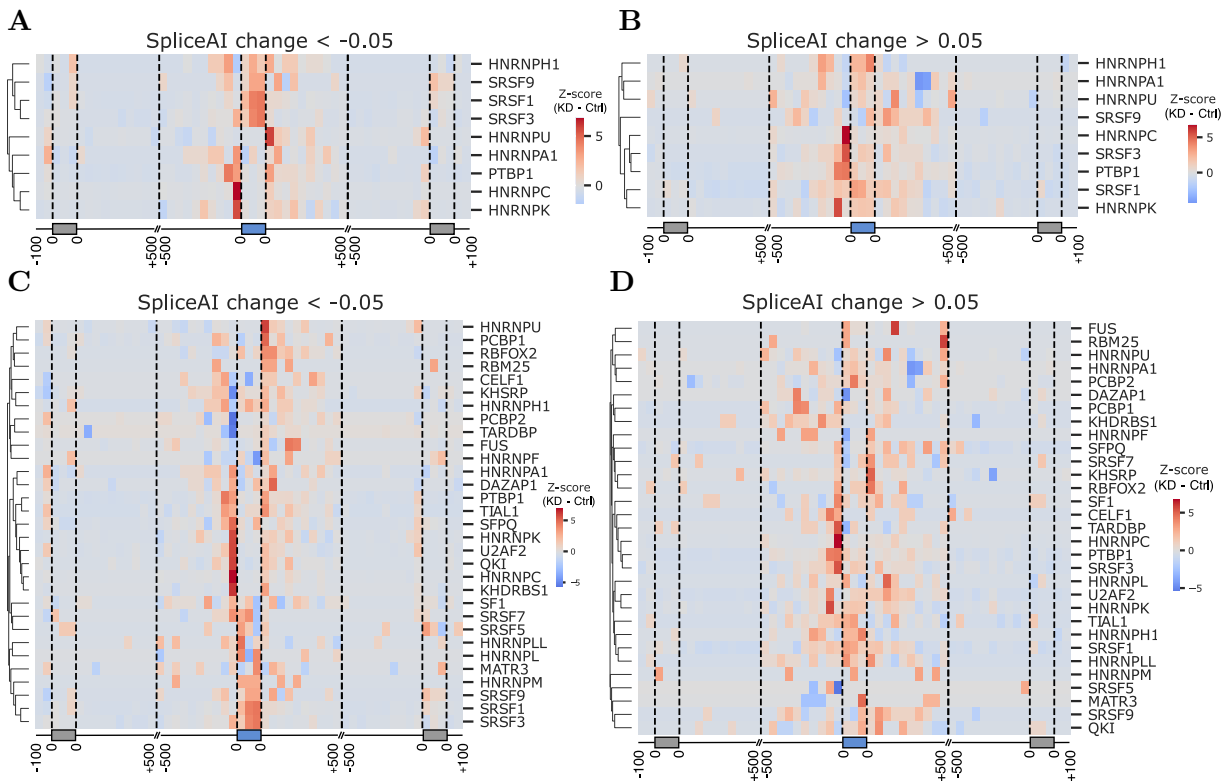 A
SpliceAI change < -0.05
HNRNPH1
SRSF9
SRSF1
SRSF3
HNRNPU
HNRNPA1
PTBP1
HNRNPC
HNRNPK
Z-score
(KD - Ctrl)
5
0
-100
0
0
+500
-500
0
0
+500
-500
0
0
+100
B
SpliceAI change > 0.05
HNRNPH1
HNRNPA1
HNRNPU
SRSF9
HNRNPC
SRSF3
PTBP1
SRSF1
HNRNPK
Z-score
(KD - Ctrl)
5
0
-100
0
0
+500
-500
0
0
+500
-500
0
0
+100
C
SpliceAI change < -0.05
HNRNPU
PCBP1
RBFOX2
RBM25
CELF1
KHSRP
HNRNPH1
PCBP2
TARDBP
FUS
HNRNPF
HNRNPA1
DAZAP1
PTBP1
TIAL1
SFPQ
HNRNPK
U2AF2
QKI
HNRNPC
KHDRBS1
SF1
SRSF7
SRSF5
HNRNPLL
HNRNPL
MATR3
HNRNPM
SRSF9
SRSF1
SRSF3
Z-score
(KD - Ctrl)
5
0
-5
-100
0
0
+500
-500
0
0
+500
-500
0
0
+100
D
SpliceAI change > 0.05
FUS
RBM25
HNRNPU
HNRNPA1
PCBP2
DAZAP1
PCBP1
KHDRBS1
HNRNPF
SFPQ
SRSF7
KHSRP
RBFOX2
SF1
CELF1
TARDBP
HNRNPC
PTBP1
SRSF3
HNRNPL
U2AF2
HNRNPK
TIAL1
HNRNPH1
SRSF1
HNRNPLL
HNRNPM
SRSF5
MATR3
SRSF9
QKI
Z-score
(KD - Ctrl)
5
0
-5
-100
0
0
+500
-500
0
0
+500
-500
0
0
+100